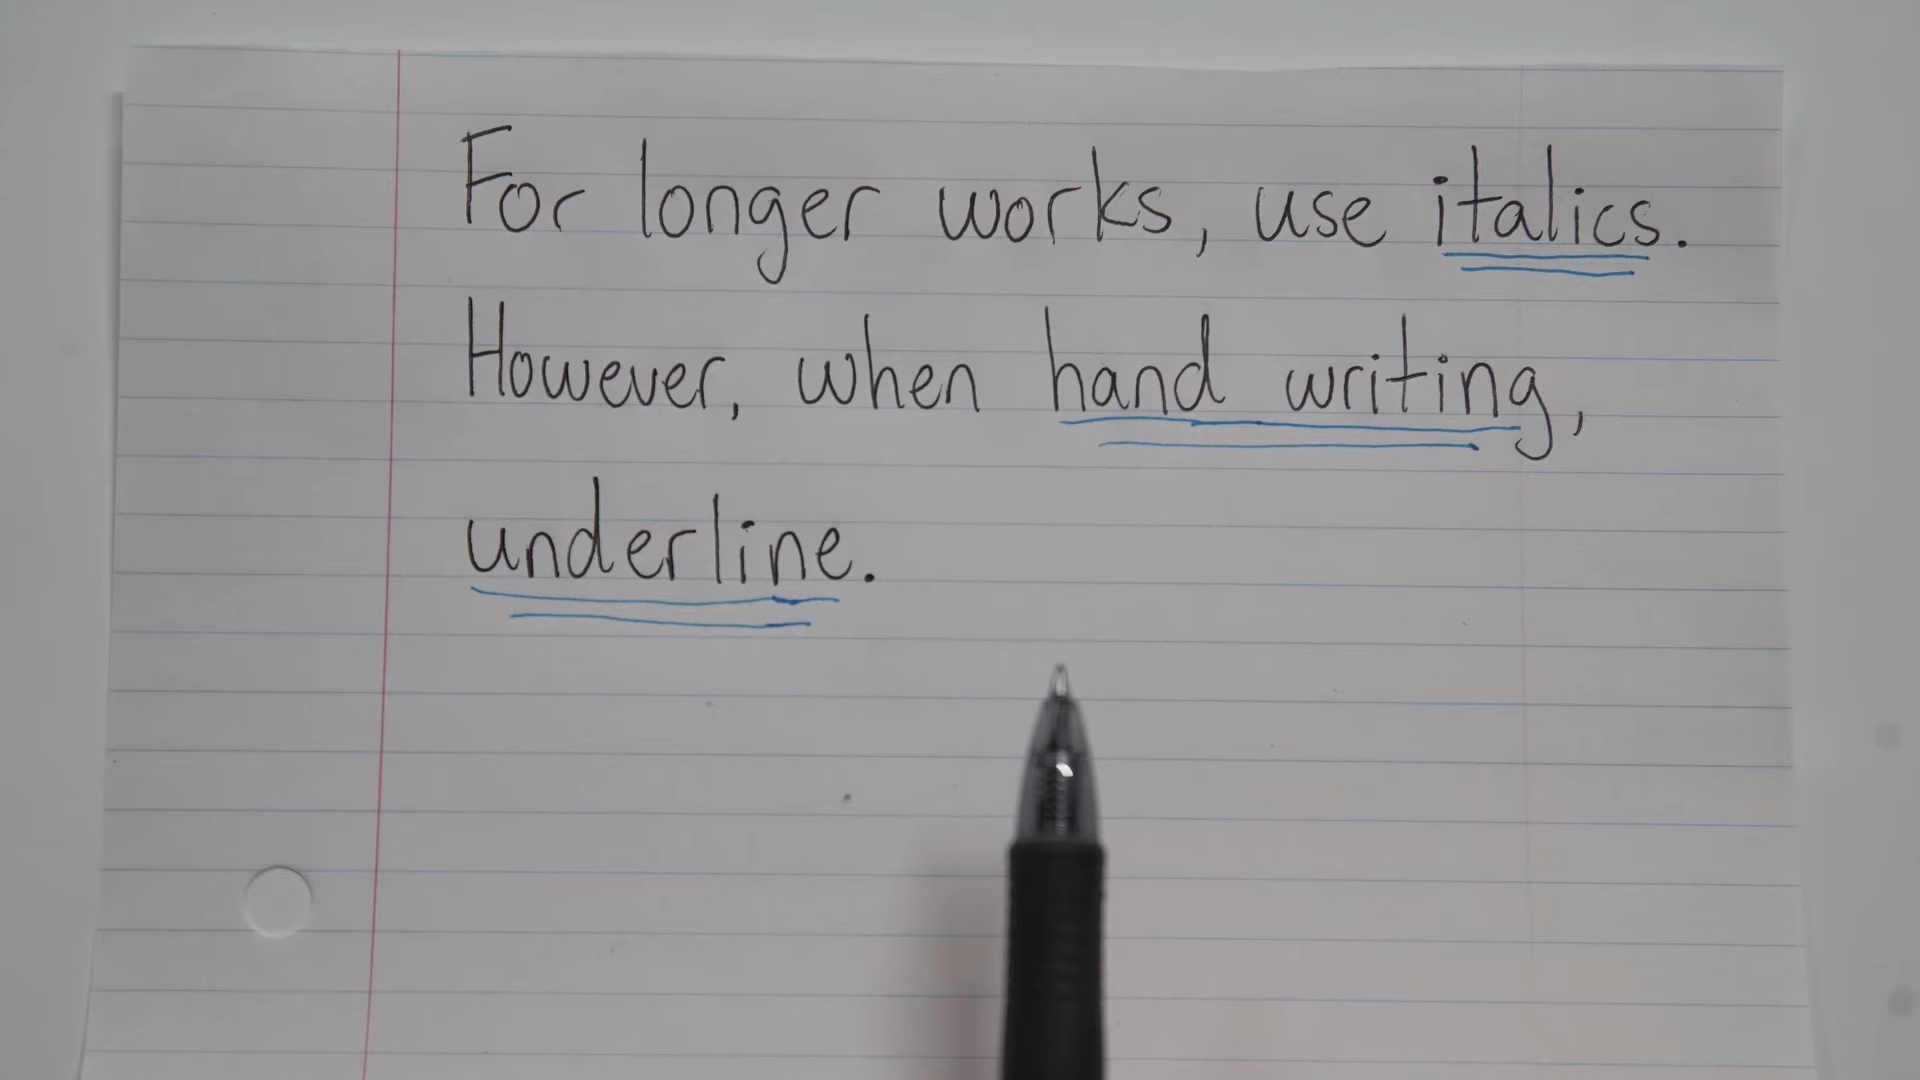 For longer works, use italics.
However, when hand writing,
underline.